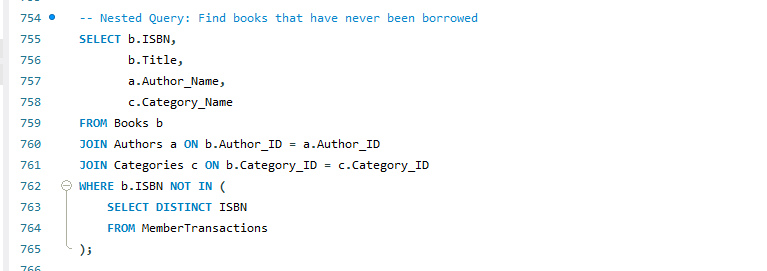 754 -- Nested Query: Find books that have never been borrowed
755 SELECT b.ISBN,
756 b.Title,
757 a.Author_Name,
758 c.Category_Name
759 FROM Books b
760 JOIN Authors a ON b.Author_ID = a.Author_ID
761 JOIN Categories c ON b.Category_ID = c.Category_ID
762 WHERE b.ISBN NOT IN (
763 SELECT DISTINCT ISBN
764 FROM MemberTransactions
765 );
766